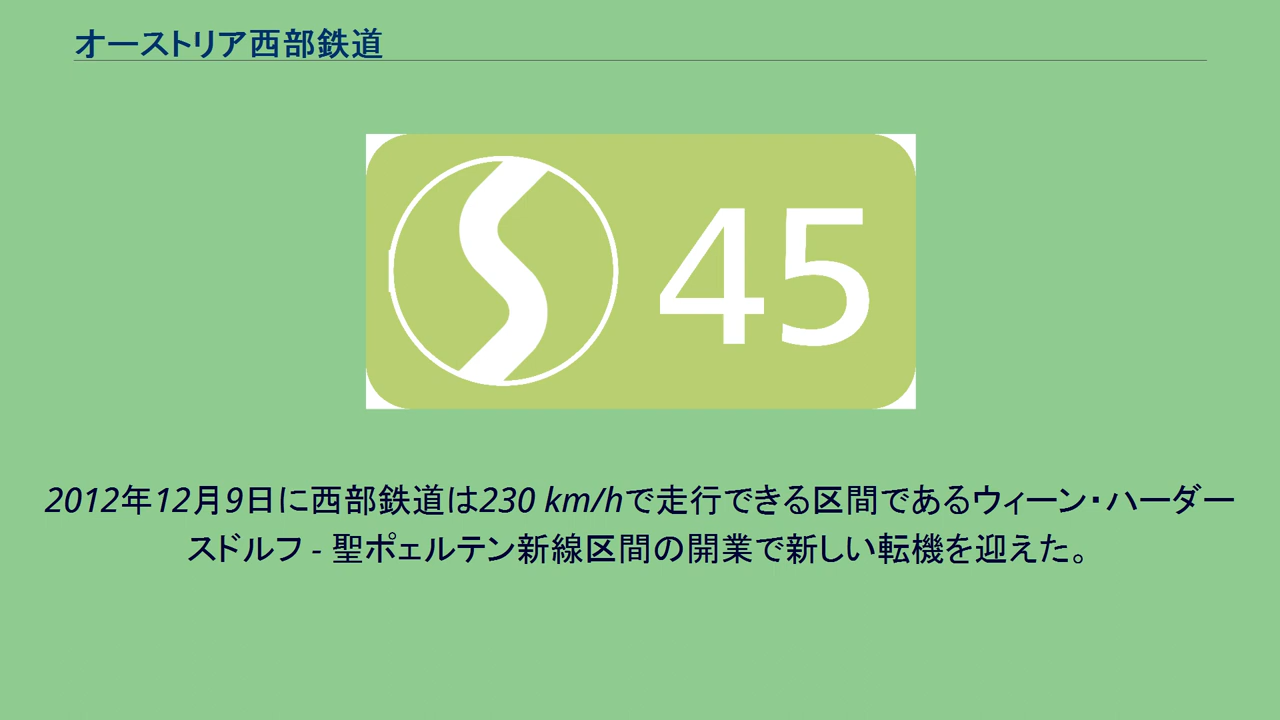 オーストリア西部鉄道
S 45
2012年12月9日に西部鉄道は230 km/hで走行できる区間であるウィーン・ハーダー
スドルフ - 聖ポェルテン新線区間の開業で新しい転機を迎えた。